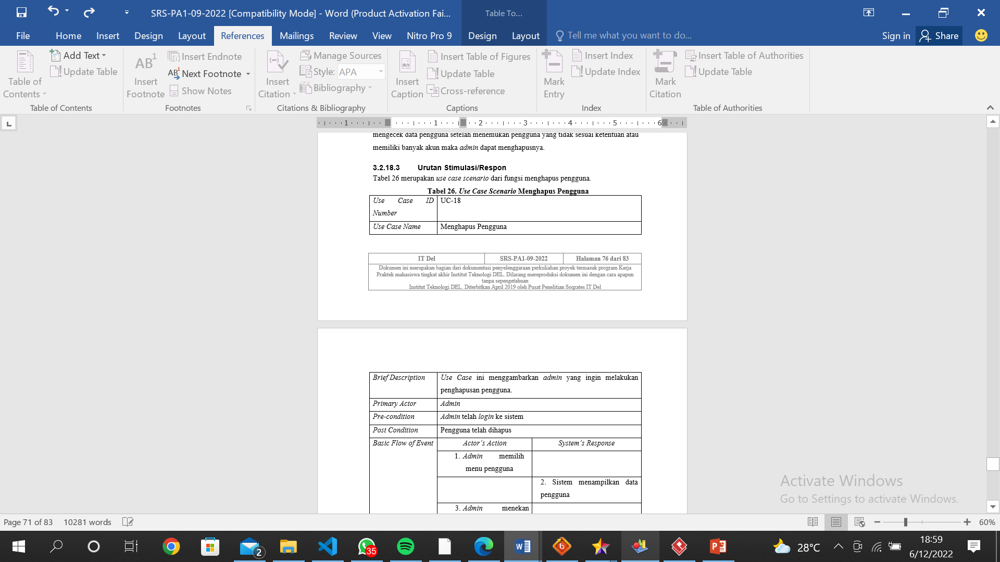 SRS-PA1-09-2022 [Compatibility Mode] - Word (Product Activation Fai...
Table To...
File Home Insert Design Layout References Mailings Review View Nitro Pro 9 Design Layout Tell me what you want to do... Sign in Share
Table of Contents
Add Text
Update Table
Table of Contents
AB1
Insert Footnote
Insert Endnote
AB1 Next Footnote
Show Notes
Footnotes
Insert Citation
Manage Sources
Style: APA
Bibliography
Citations & Bibliography
Insert Caption
Insert Table of Figures
Update Table
Cross-reference
Captions
Mark Entry
Insert Index
Update Index
Index
Mark Citation
Insert Table of Authorities
Update Table
Table of Authorities
L
1 1 2 3 4 5 6
mengecek data pengguna setelah menemukan pengguna yang tidak sesuai ketentuan atau
memiliki banyak akun maka admin dapat menghapusnya.
3.2.18.3 Urutan Stimulasi/Respon
Tabel 26 merupakan use case scenario dari fungsi menghapus pengguna.
Tabel 26. Use Case Scenario Menghapus Pengguna
Use Case ID Number UC-18
Use Case Name Menghapus Pengguna
IT Del SRS-PA1-09-2022 Halaman 76 dari 83
Dokumen ini merupakan bagian dari dokumentasi penyelenggaraan perkuliahan proyek termasuk program Kerja
Praktek mahasiswa tingkat akhir Institut Teknologi DEL. Dilarang mereproduksi dokumen ini dengan cara apapun
tanpa sepengetahuan
Institut Teknologi DEL. Diterbitkan April 2019 oleh Pusat Penelitian Soqrates IT Del
Brief Description Use Case ini menggambarkan admin yang ingin melakukan
penghapusan pengguna.
Primary Actor Admin
Pre-condition Admin telah login ke sistem
Post Condition Pengguna telah dihapus
Basic Flow of Event Actor's Action System's Response
1. Admin memilih
menu pengguna
2. Sistem menampilkan data
pengguna
3. Admin menekan
Activate Windows
Go to Settings to activate Windows.
Page 71 of 83 10281 words 60%
2
35
28°C
18:59
6/12/2022